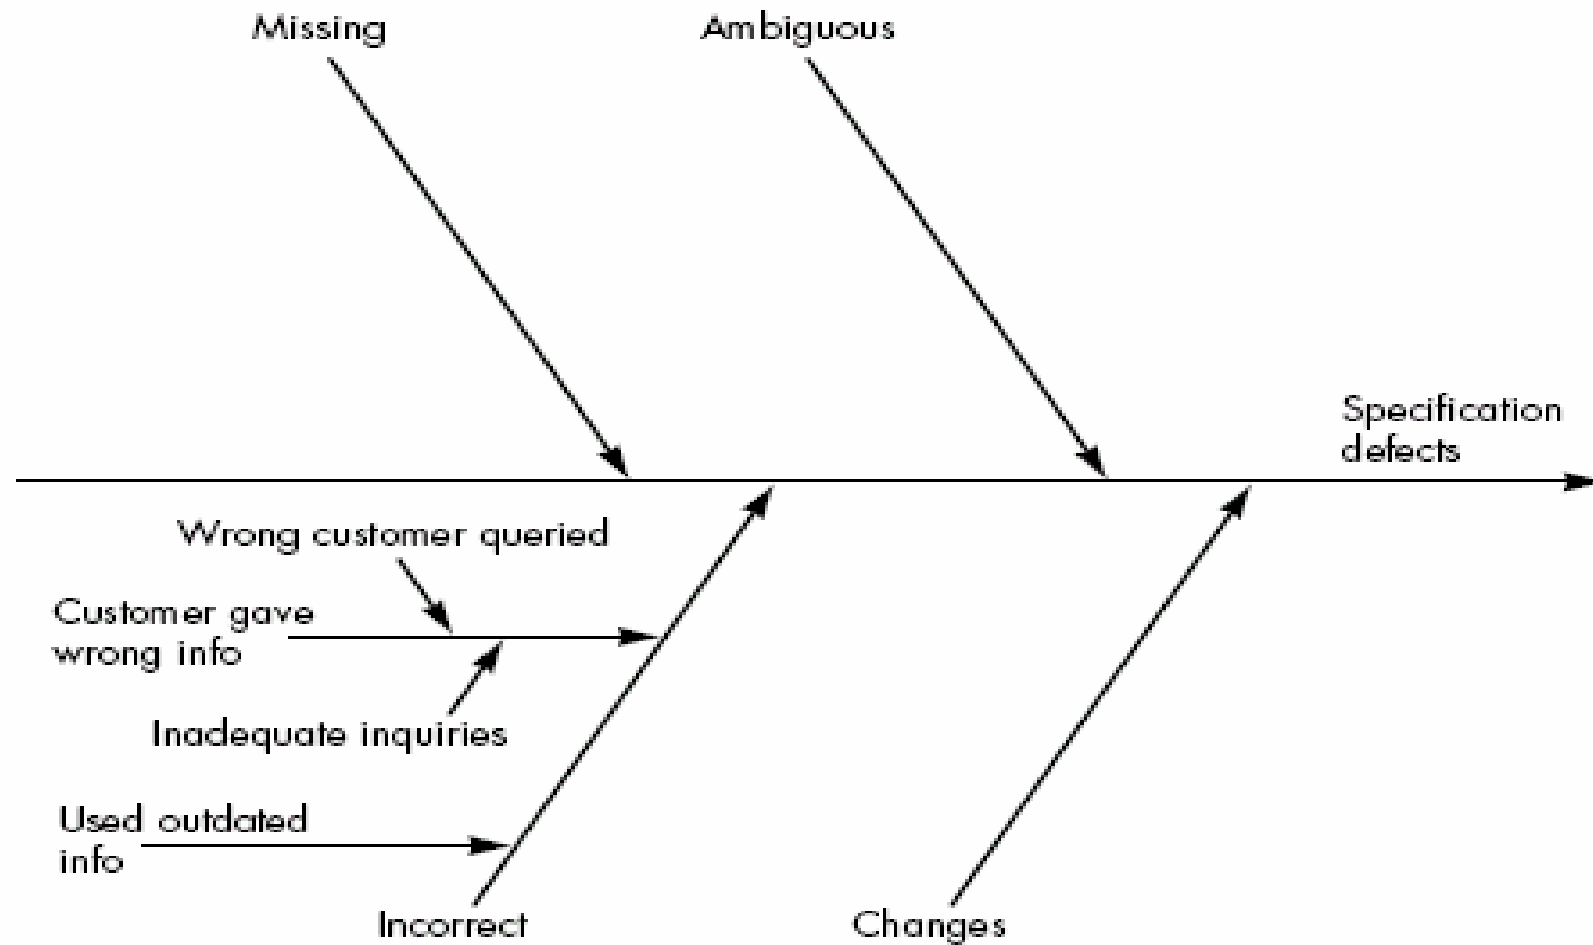 Missing
Ambiguous
Specification
defects
Wrong customer queried
Customer gave
wrong info
Inadequate inquiries
Used outdated
info
Incorrect
Changes